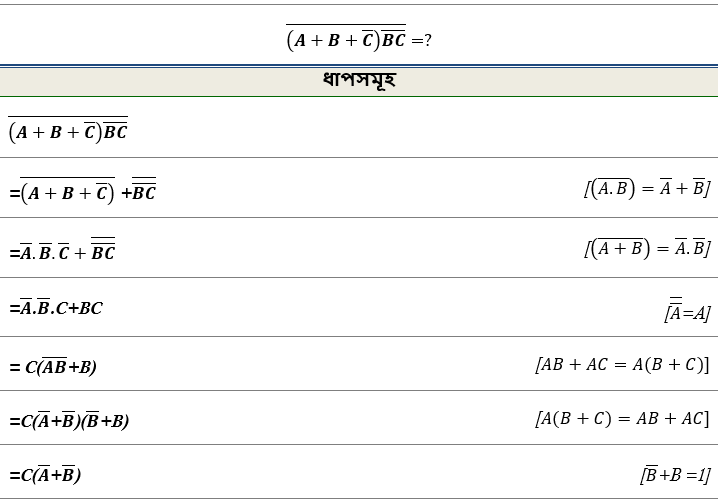 $\overline{(A + B + \overline{C})\overline{BC}}$ =?
ধাপসমূহ
$\overline{(A + B + \overline{C})\overline{BC}}$
=$\overline{(A + B + \overline{C})}$ +$\overline{\overline{BC}}$ [$(\overline{A.B}) = \overline{A} + \overline{B}$]
=$\overline{A}.\overline{B}.\overline{C} + \overline{\overline{BC}}$ [$(\overline{A + B}) = \overline{A}.\overline{B}$]
=$\overline{A}.\overline{B}$.C+BC [$\overline{\overline{A}}$=A]
= C($\overline{AB}$+B) [AB + AC = A(B + C)]
=C($\overline{A}$+$\overline{B}$)($\overline{B}$+B) [A(B + C) = AB + AC]
=C($\overline{A}$+$\overline{B}$) [$\overline{B}$+B =1]